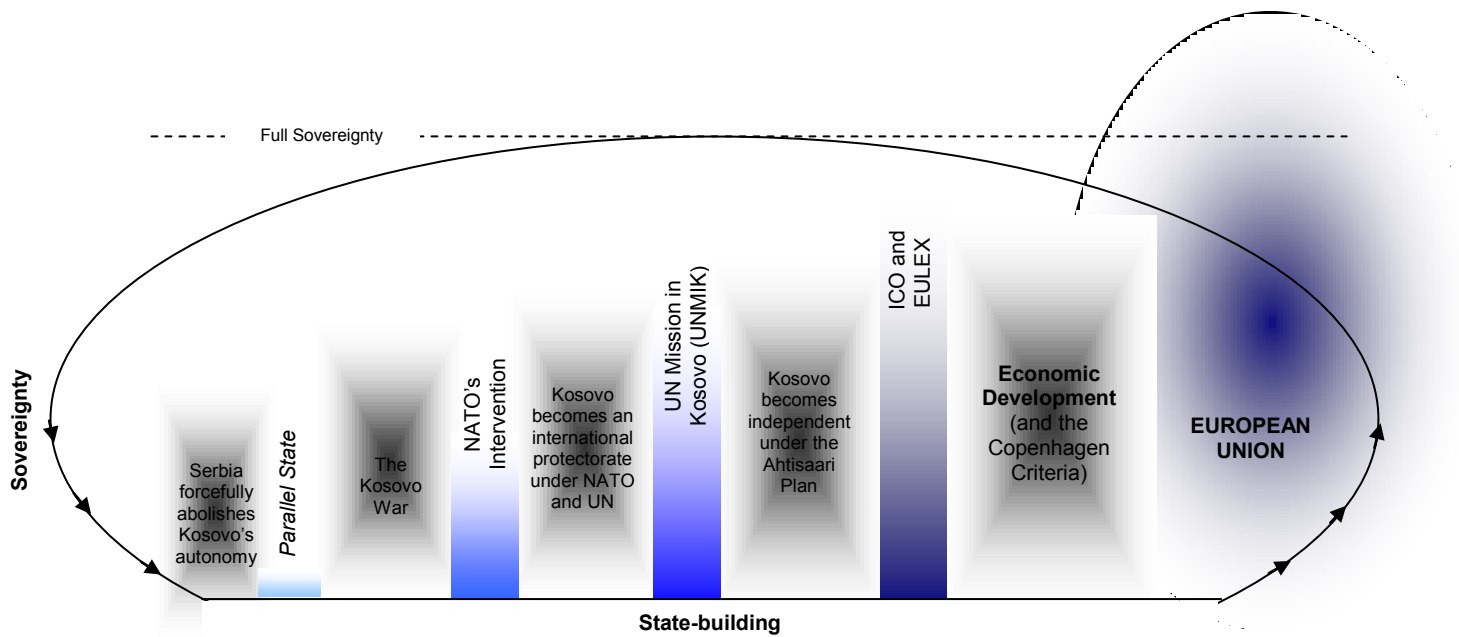 Full Sovereignty
Sovereignty
Serbia
forcefully
abolishes
Kosovo's
autonomy
Parallel State
The
Kosovo
War
NATO's
Intervention
Kosovo
becomes an
international
protectorate
under NATO
and UN
UN Mission in
Kosovo (UNMIK)
Kosovo
becomes
independent
under the
Ahtisaari
Plan
ICO and
EULEX
Economic
Development
(and the
Copenhagen
Criteria)
EUROPEAN
UNION
State-building